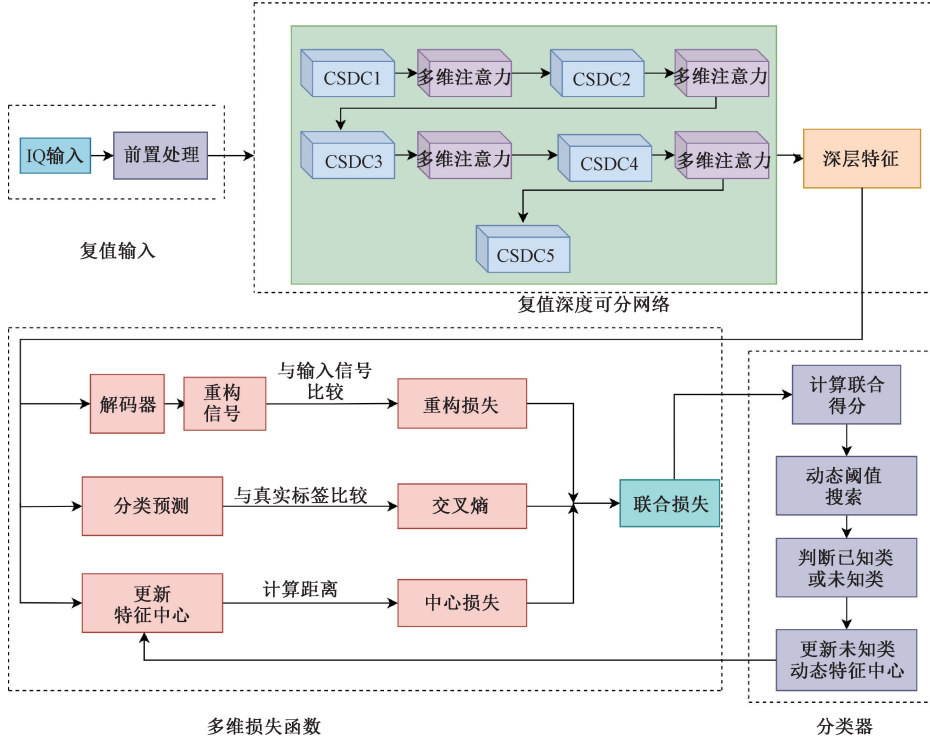 CSDC1
多维注意力
CSDC2
多维注意力
IQ输入
前置处理
CSDC3
多维注意力
CSDC4
多维注意力
深层特征
CSDC5
复值输入
复值深度可分网络
解码器
重构
信号
与输入信号
比较
重构损失
计算联合
得分
分类预测
与真实标签比较
交叉熵
联合损失
动态阈值
搜索
判断已知类
或未知类
更新
特征中心
计算距离
中心损失
更新未知类
动态特征中心
多维损失函数
分类器